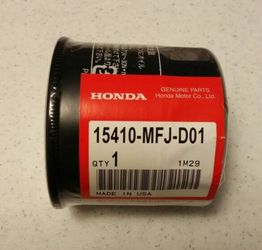 HONDA
GENUINE PARTS
Honda Motor Co., Ltd.
15410-MFJ-D01
QTY 1
1M29
MADE IN USA